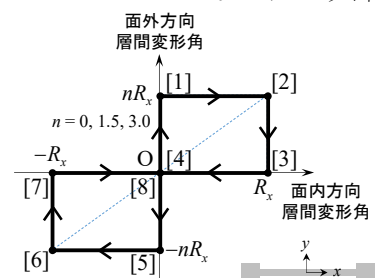 面外方向
層間変形角
[1]
[2]
nRx
n = 0, 1.5, 3.0
−Rx
O
[4]
[3]
[7]
[8]
Rx
面内方向
層間変形角
[6]
[5]
−nRx
y
x